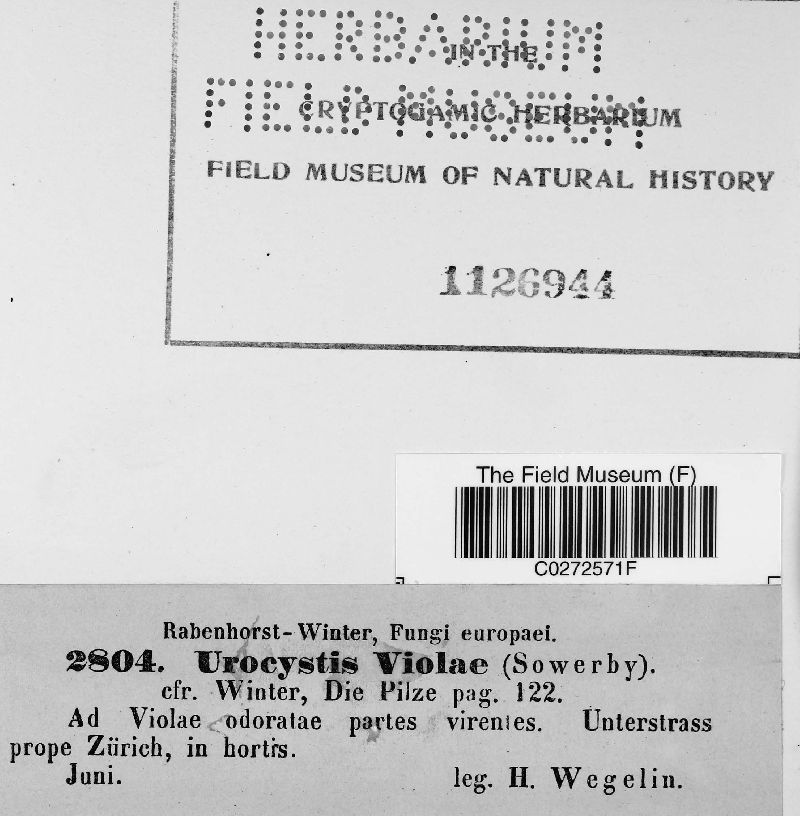 HERBARIUM
IN THE
FIELD MUSEUM
CRYPTOGAMIC HERBARIUM
FIELD MUSEUM OF NATURAL HISTORY
1126944
The Field Museum (F)
C0272571F
Rabenhorst-Winter, Fungi europaei.
2804. Urocystis Violae (Sowerby).
cfr. Winter, Die Pilze pag. 122.
Ad Violae odoratae partes virentes. Unterstrass
prope Zürich, in hortis.
Juni. leg. H. Wegelin.